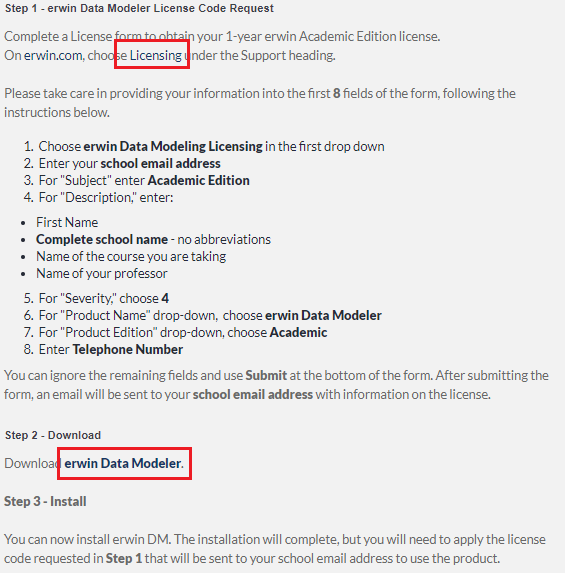 Step 1 - erwin Data Modeler License Code Request
Complete a License form to obtain your 1-year erwin Academic Edition license.
On erwin.com, choose Licensing under the Support heading.
Please take care in providing your information into the first 8 fields of the form, following the
instructions below.
1. Choose erwin Data Modeling Licensing in the first drop down
2. Enter your school email address
3. For "Subject" enter Academic Edition
4. For "Description," enter:
• First Name
• Complete school name - no abbreviations
• Name of the course you are taking
• Name of your professor
5. For "Severity," choose 4
6. For "Product Name" drop-down, choose erwin Data Modeler
7. For "Product Edition" drop-down, choose Academic
8. Enter Telephone Number
You can ignore the remaining fields and use Submit at the bottom of the form. After submitting the
form, an email will be sent to your school email address with information on the license.
Step 2 - Download
Download erwin Data Modeler.
Step 3 - Install
You can now install erwin DM. The installation will complete, but you will need to apply the license
code requested in Step 1 that will be sent to your school email address to use the product.